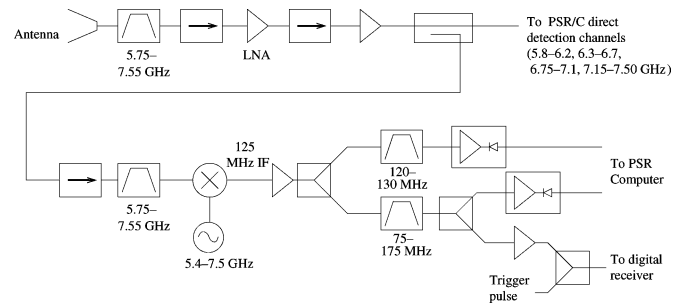 To PSR/C direct
detection channels
(5.8–6.2, 6.3–6.7,
6.75–7.1, 7.15–7.50 GHz)
Antenna
LNA
5.75–
7.55 GHz
125
MHz IF
120–
130 MHz
To PSR
Computer
5.75–
7.55 GHz
75–
175 MHz
5.4–7.5 GHz
To digital
receiver
Trigger
pulse